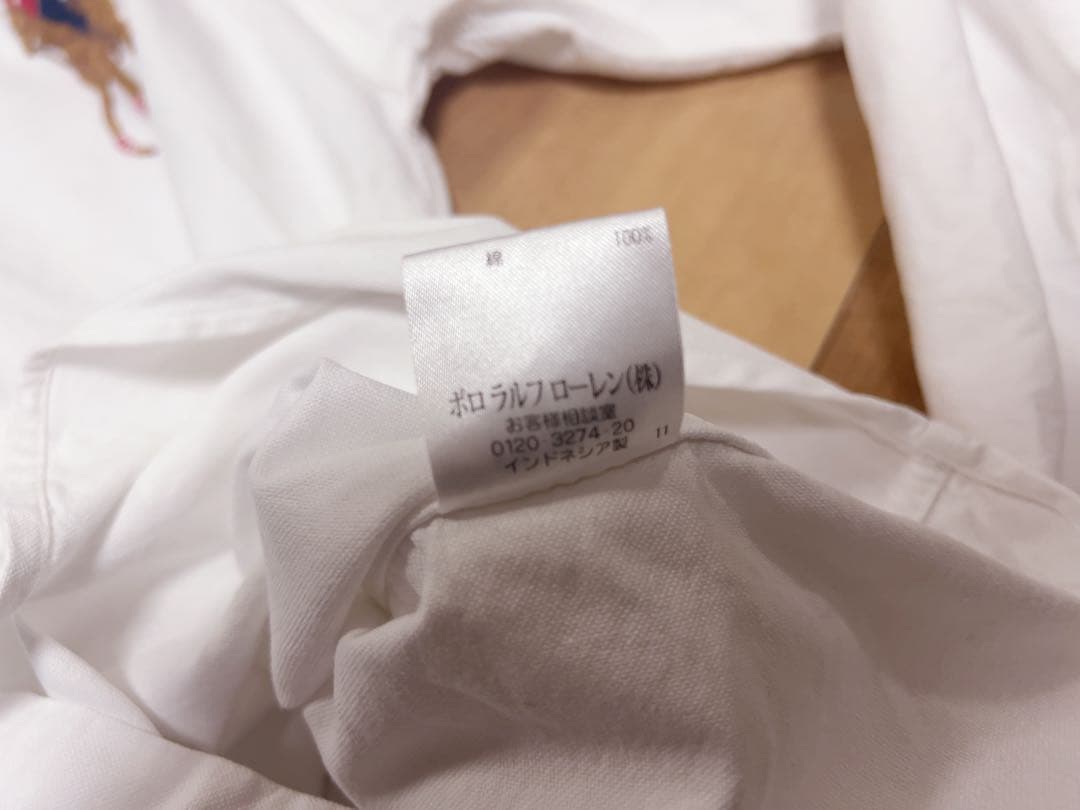 綿 100%
ポロ ラルフ ローレン(株)
お客様相談室
0120 3274 20
インドネシア製 11